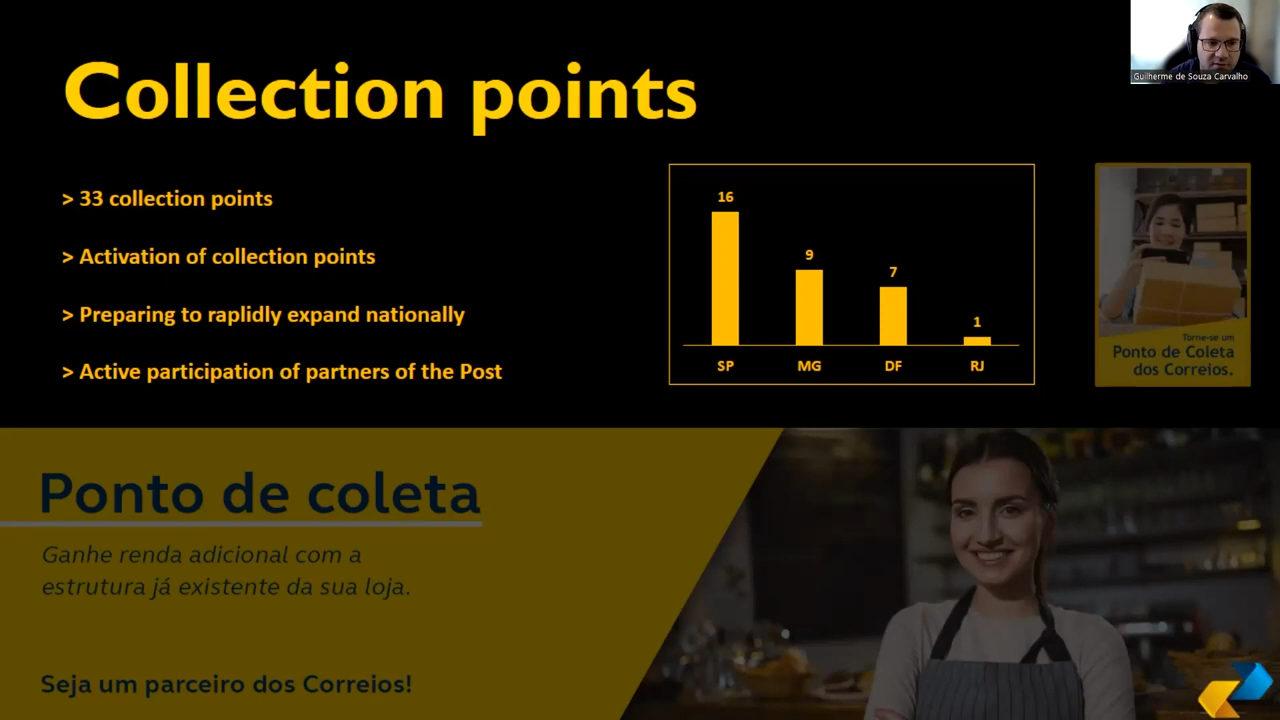 Collection points
Guilherme de Souza Carvalho
> 33 collection points
> Activation of collection points
> Preparing to raplidly expand nationally
> Active participation of partners of the Post
16
9
7
1
SP MG DF RJ
Torne-se um
Ponto de Coleta
dos Correios.
Ponto de coleta
Ganhe renda adicional com a
estrutura já existente da sua loja.
Seja um parceiro dos Correios!